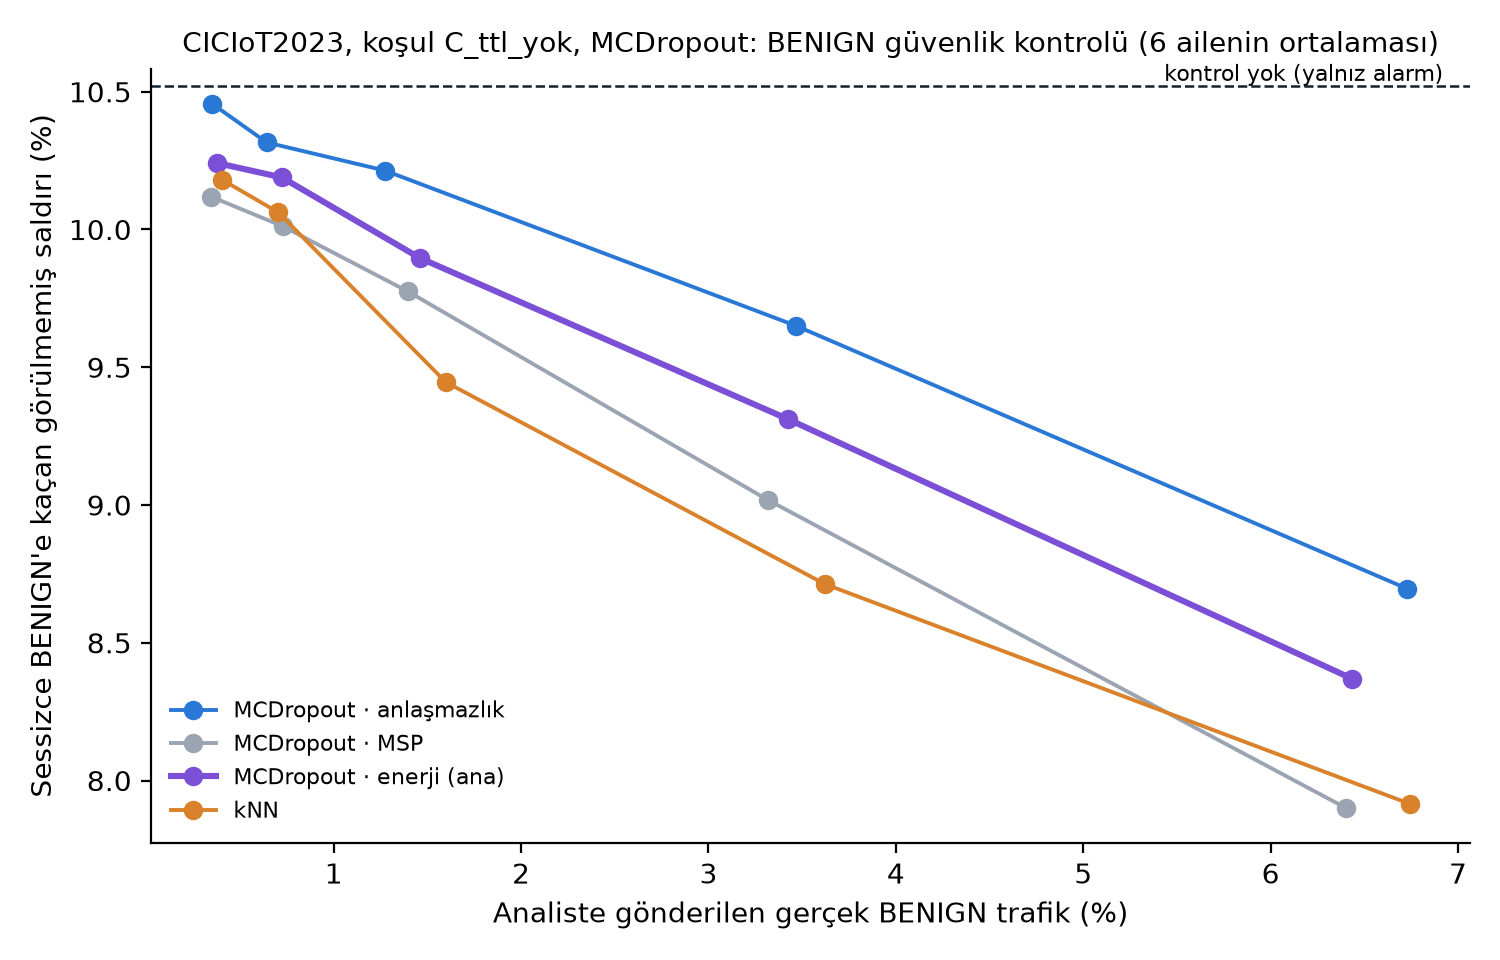 CICIoT2023, koşul C_ttl_yok, MCDropout: BENIGN güvenlik kontrolü (6 ailenin ortalaması)
kontrol yok (yalnız alarm)
Sessizce BENIGN'e kaçan görülmemiş saldırı (%)
10.5
10.0
9.5
9.0
8.5
8.0
MCDropout · anlaşmazlık
MCDropout · MSP
MCDropout · enerji (ana)
kNN
1 2 3 4 5 6 7
Analiste gönderilen gerçek BENIGN trafik (%)